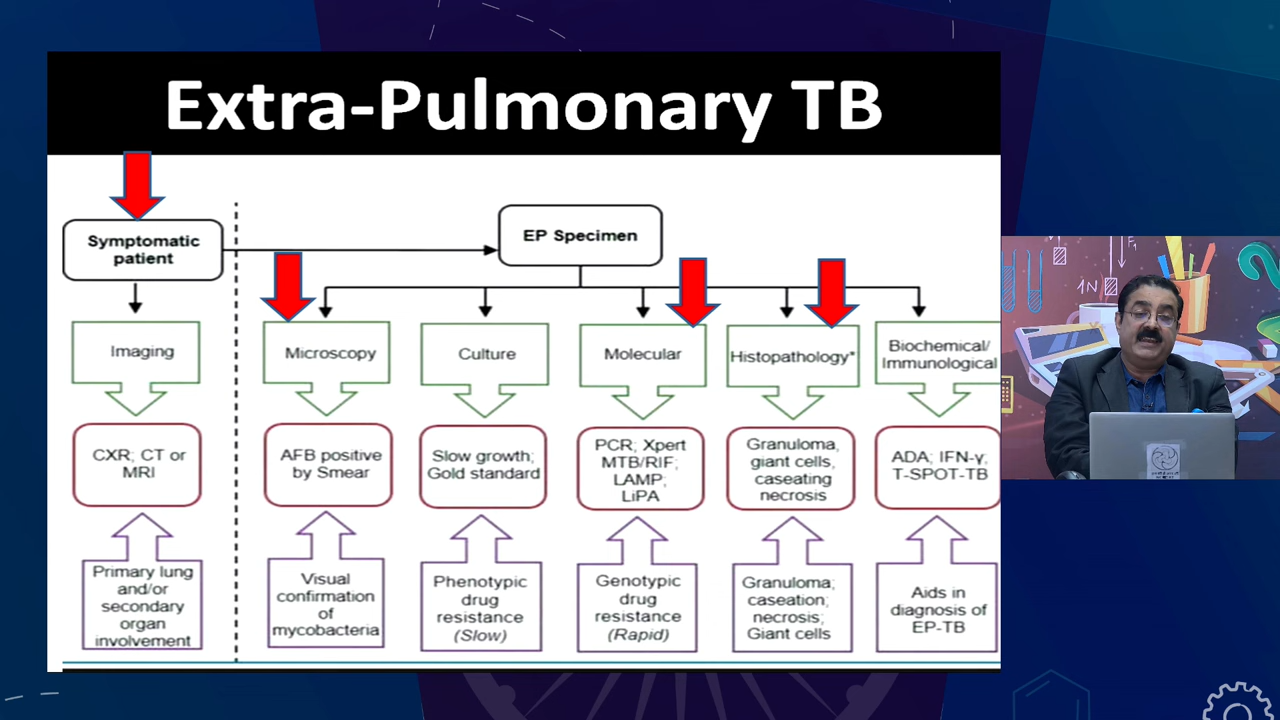 Extra-Pulmonary TB
Symptomatic
patient
EP Specimen
Imaging
Microscopy
Culture
Molecular
Histopathology*
Biochemical/
Immunological
CXR; CT or
MRI
AFB positive
by Smear
Slow growth;
Gold standard
PCR; Xpert
MTB/RIF;
LAMP;
LiPA
Granuloma,
giant cells,
caseating
necrosis
ADA; IFN-γ;
T-SPOT-TB
Primary lung
and/or
secondary
organ
involvement
Visual
confirmation
of
mycobacteria
Phenotypic
drug
resistance
(Slow)
Genotypic
drug
resistance
(Rapid)
Granuloma;
caseation;
necrosis;
Giant cells
Aids in
diagnosis of
EP-TB
F₁
1N